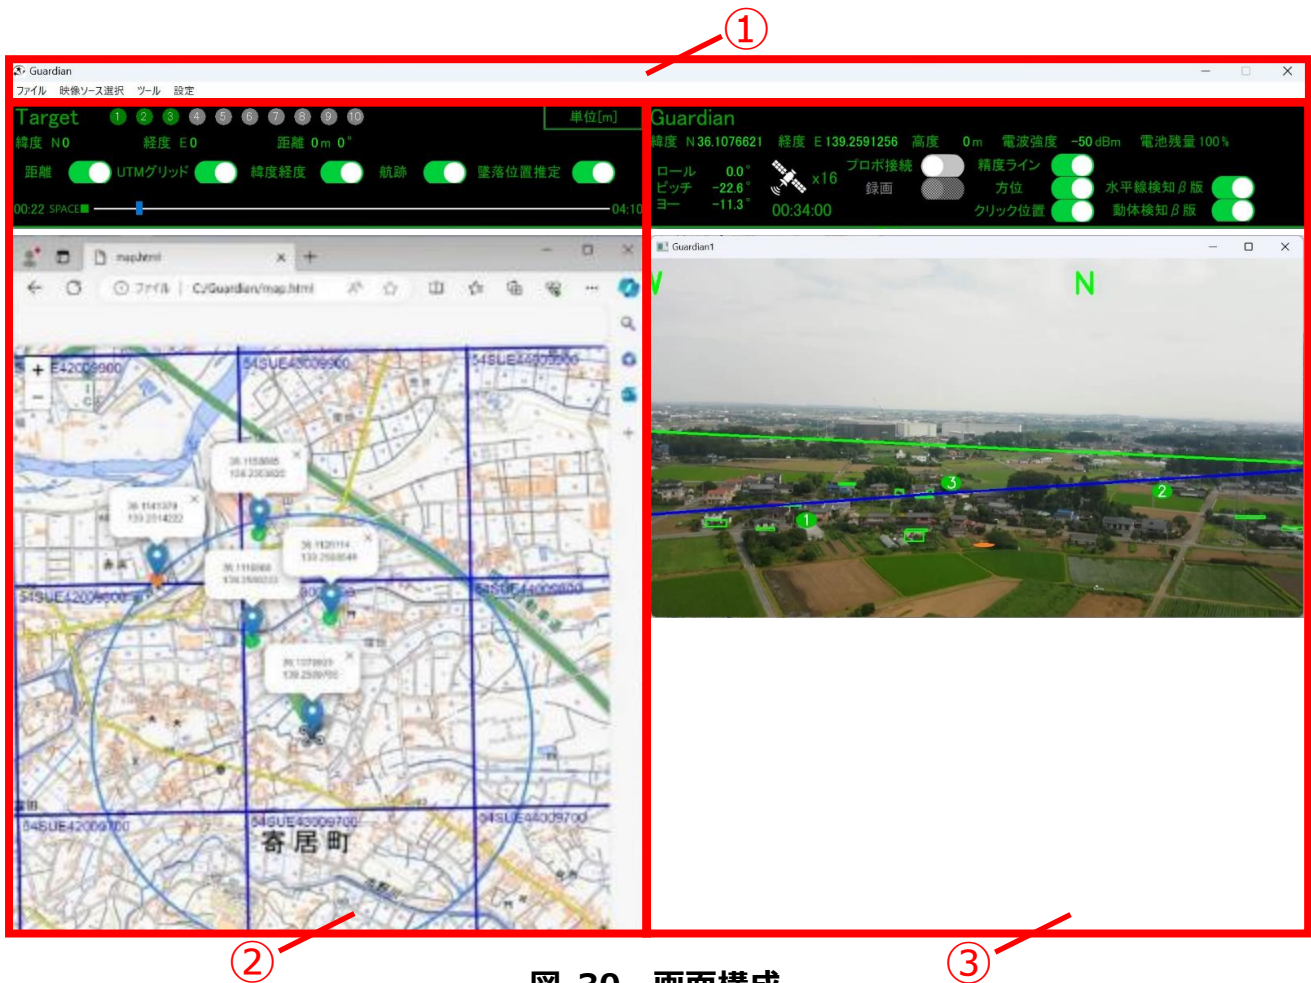 ①
Guardian
ファイル 映像ソース選択 ツール 設定
Target 1 2 3 4 5 6 7 8 9 10 単位[m]
緯度 N0 経度 E0 距離 0m 0°
距離 UTMグリッド 緯度経度 航跡 墜落位置推定
00:22 SPACE 04:10
Guardian
緯度 N36.1076621 経度 E139.2591256 高度 0m 電波強度 -50dBm 電池残量100%
ロール 0.0°
ピッチ -22.6°
ヨー -11.3°
x16
00:34:00
プロポ接続 精度ライン
録画 方位 水平線検知β版
クリック位置 動体検知β版
map.html
ファイル C:/Guardian/map.html
+
−
E42009900 54SUE43009900 54SUE44009900
54SUE42009800 54SUE44009800
54SUE42009700 54SUE43009700 54SUE44009700
寄居町
Guardian1
W N
3
2
1
② ③
図 30 画面構成